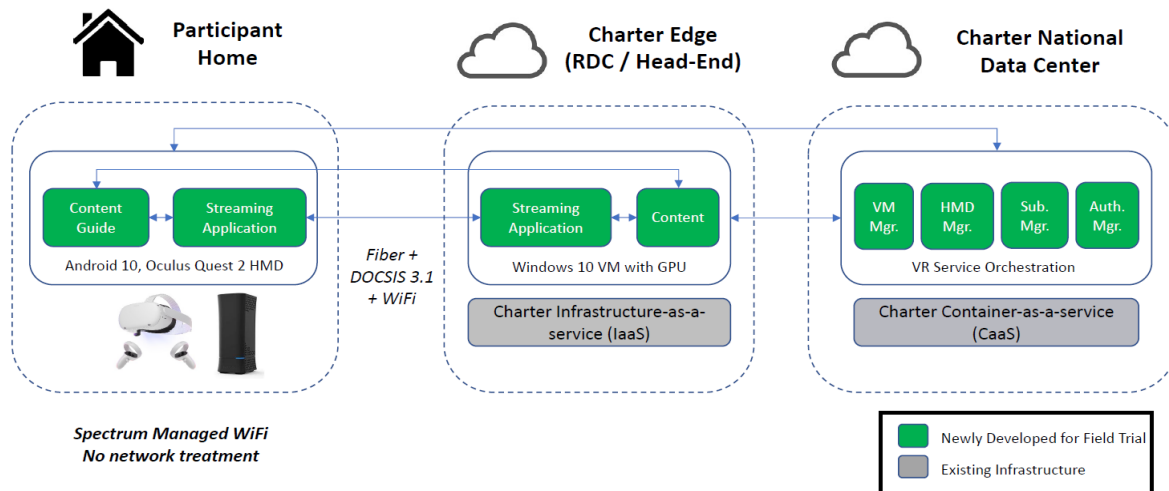 Participant
Home
Charter Edge
(RDC / Head-End)
Charter National
Data Center
Content
Guide
Streaming
Application
Android 10, Oculus Quest 2 HMD
Fiber +
DOCSIS 3.1
+ WiFi
Streaming
Application
Content
Windows 10 VM with GPU
Charter Infrastructure-as-a-
service (IaaS)
VM
Mgr.
HMD
Mgr.
Sub.
Mgr.
Auth.
Mgr.
VR Service Orchestration
Charter Container-as-a-service
(CaaS)
Spectrum Managed WiFi
No network treatment
Newly Developed for Field Trial
Existing Infrastructure